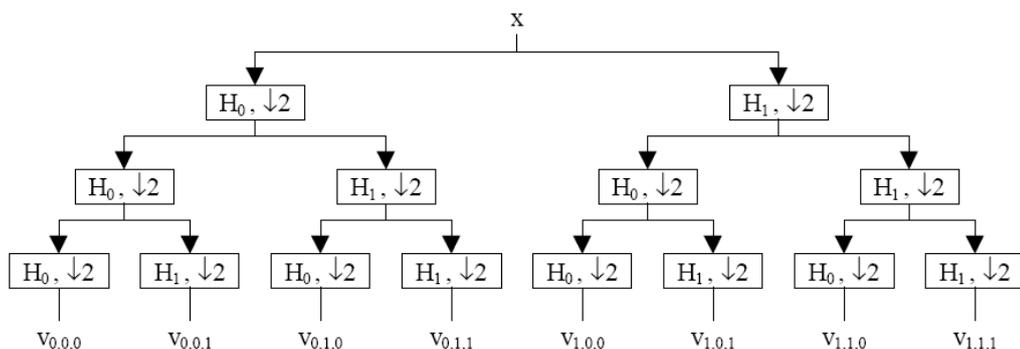 x
H₀, ↓2 H₁, ↓2
H₀, ↓2 H₁, ↓2 H₀, ↓2 H₁, ↓2
H₀, ↓2 H₁, ↓2 H₀, ↓2 H₁, ↓2 H₀, ↓2 H₁, ↓2 H₀, ↓2 H₁, ↓2
v₀.₀.₀ v₀.₀.₁ v₀.₁.₀ v₀.₁.₁ v₁.₀.₀ v₁.₀.₁ v₁.₁.₀ v₁.₁.₁